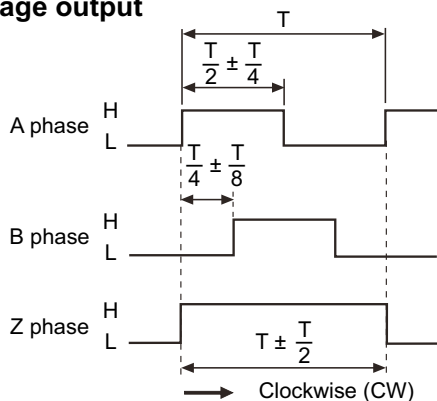 age output
T
T/2 ± T/4
A phase H
L
T/4 ± T/8
B phase H
L
Z phase H
L
T ± T/2
Clockwise (CW)